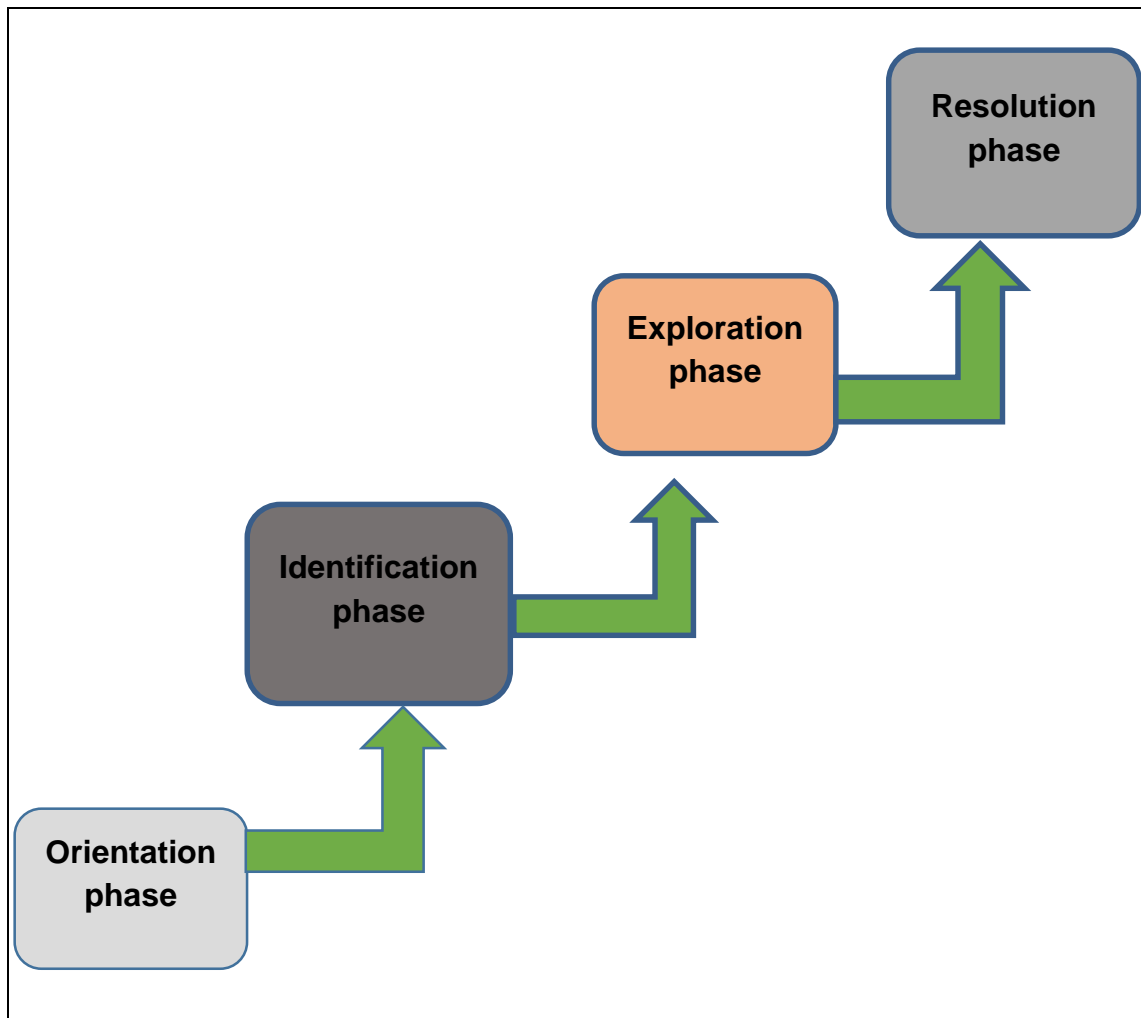 Resolution
phase
Exploration
phase
Identification
phase
Orientation
phase